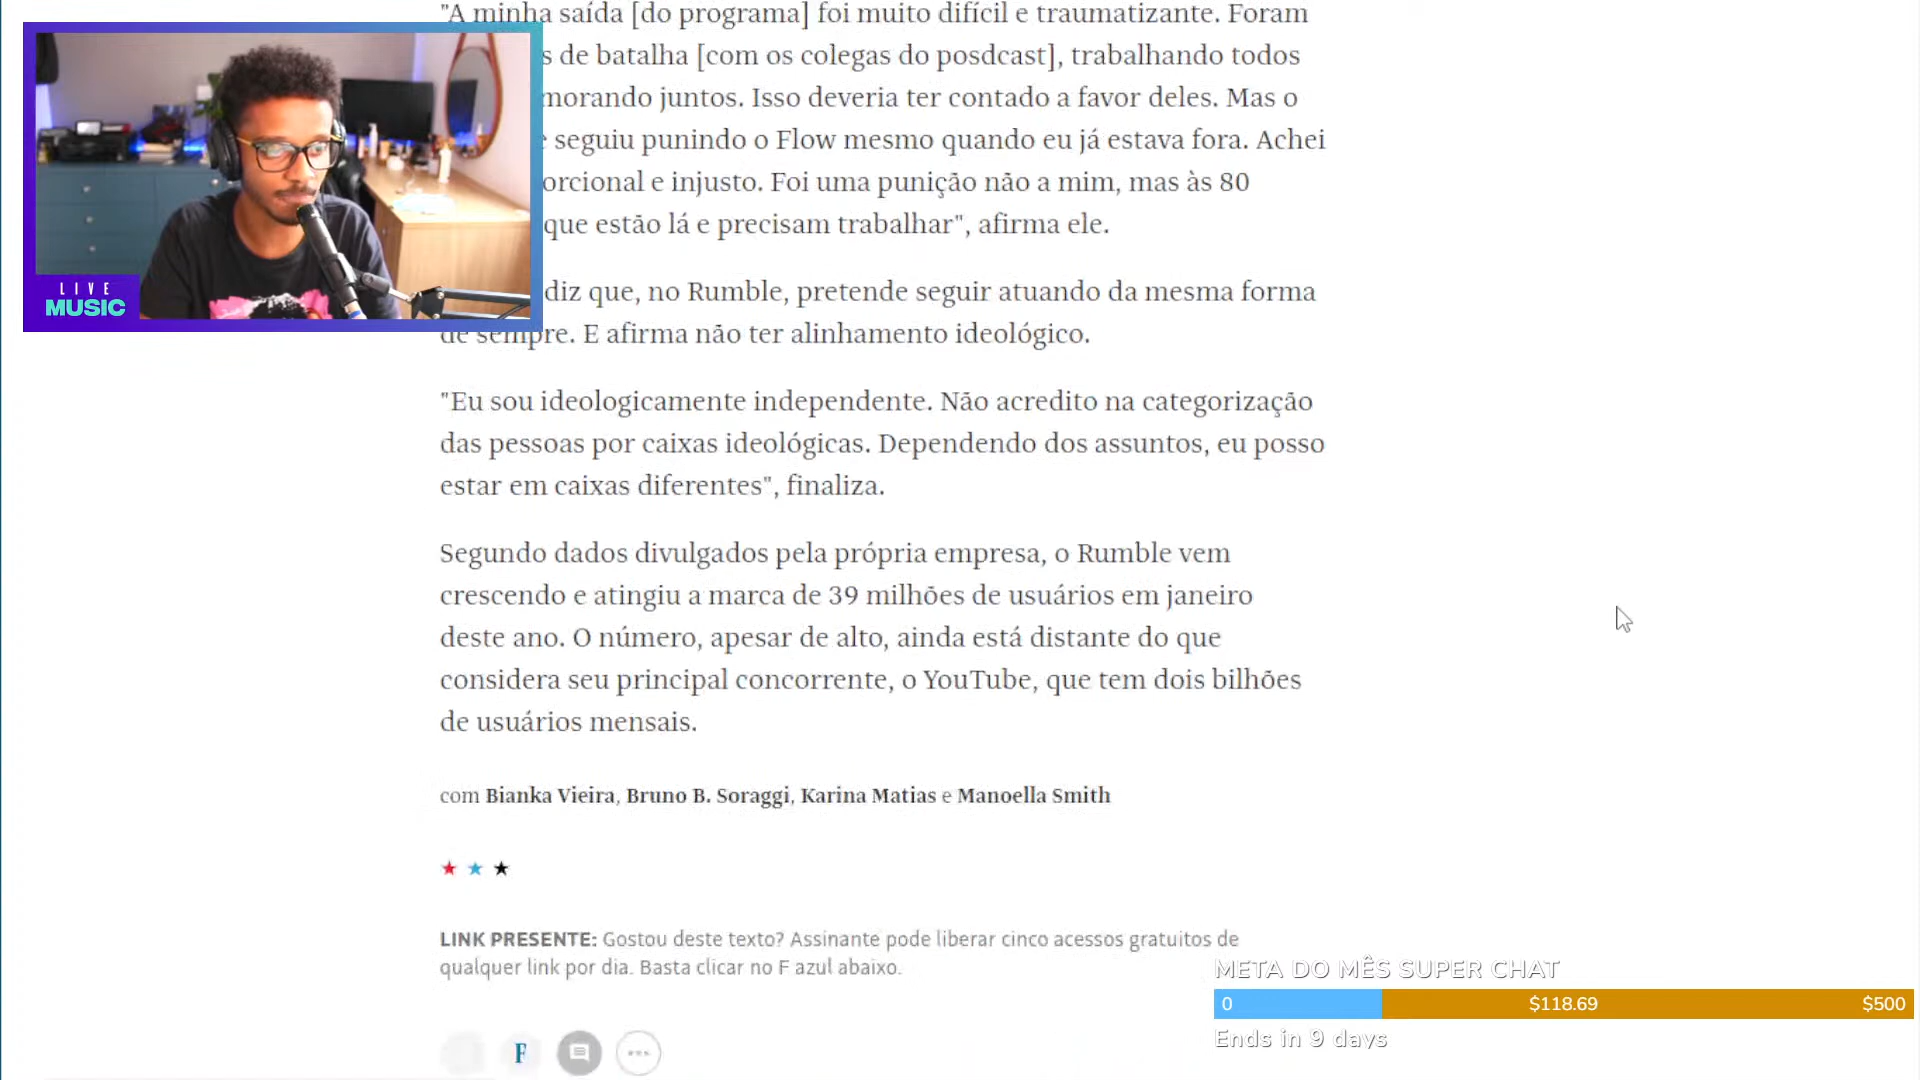 "A minha saída [do programa] foi muito difícil e traumatizante. Foram
s de batalha [com os colegas do posdcast], trabalhando todos
morando juntos. Isso deveria ter contado a favor deles. Mas o
seguiu punindo o Flow mesmo quando eu já estava fora. Achei
orcional e injusto. Foi uma punição não a mim, mas às 80
que estão lá e precisam trabalhar", afirma ele.
diz que, no Rumble, pretende seguir atuando da mesma forma
de sempre. E afirma não ter alinhamento ideológico.
"Eu sou ideologicamente independente. Não acredito na categorização
das pessoas por caixas ideológicas. Dependendo dos assuntos, eu posso
estar em caixas diferentes", finaliza.
Segundo dados divulgados pela própria empresa, o Rumble vem
crescendo e atingiu a marca de 39 milhões de usuários em janeiro
deste ano. O número, apesar de alto, ainda está distante do que
considera seu principal concorrente, o YouTube, que tem dois bilhões
de usuários mensais.
com Bianka Vieira, Bruno B. Soraggi, Karina Matias e Manoella Smith
LINK PRESENTE: Gostou deste texto? Assinante pode liberar cinco acessos gratuitos de
qualquer link por dia. Basta clicar no F azul abaixo.
F
LIVE
MUSIC
META DO MÊS SUPER CHAT
0 $118.69 $500
Ends in 9 days